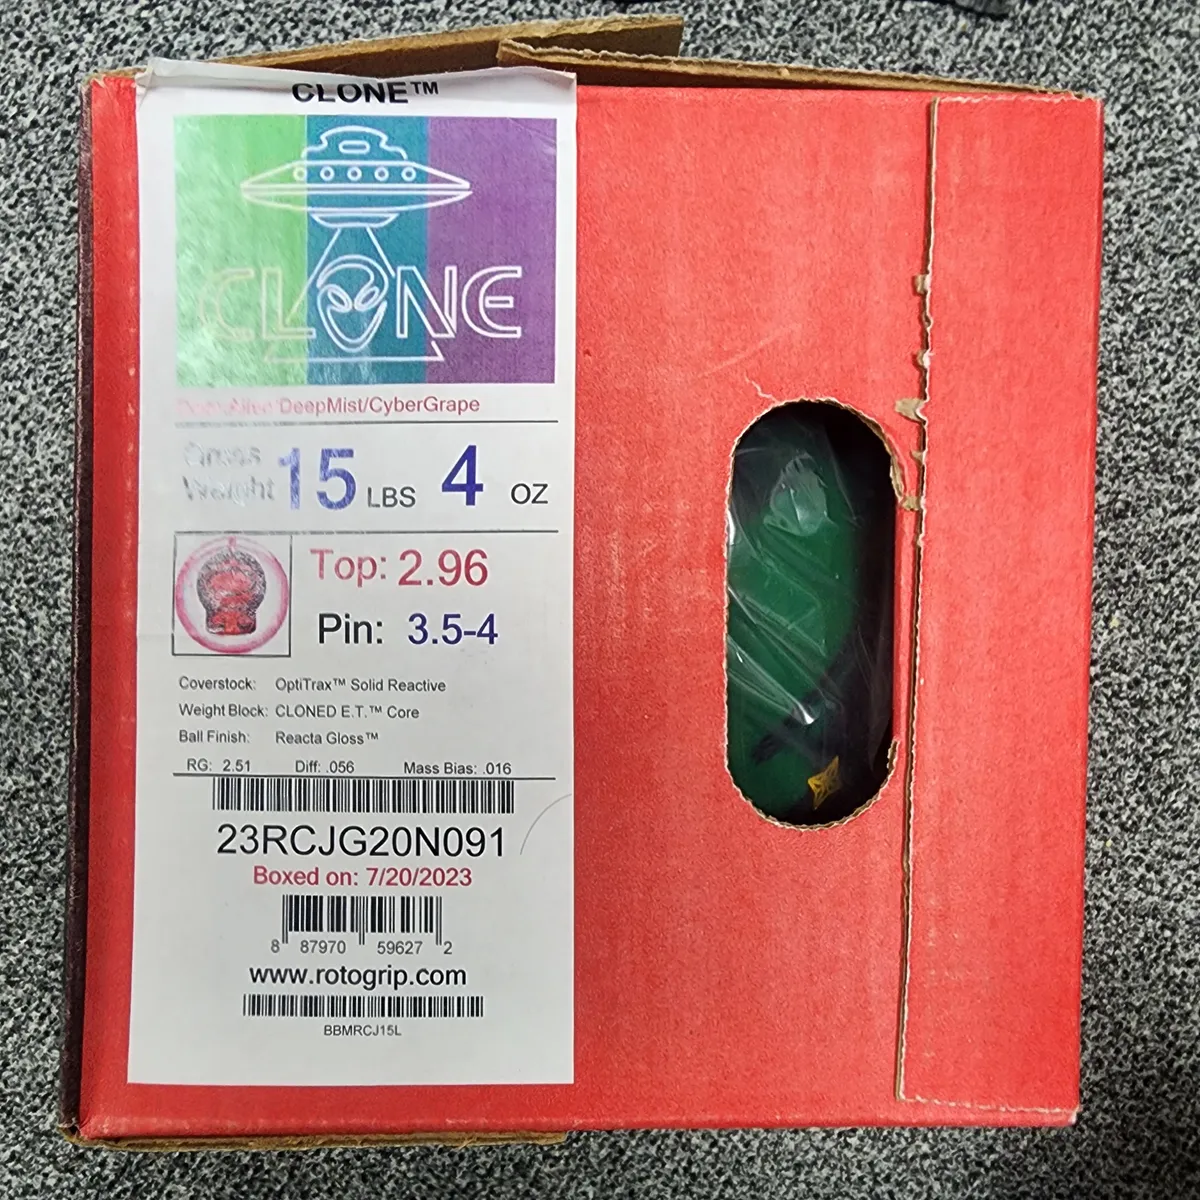 CLONE™
CLONE
DeepMist/CyberGrape
Gross
Weight 15 LBS 4 OZ
Top: 2.96
Pin: 3.5-4
Coverstock: OptiTrax™ Solid Reactive
Weight Block: CLONED E.T.™ Core
Ball Finish: Reacta Gloss™
RG: 2.51 Diff: .056 Mass Bias: .016
23RCJG20N091
Boxed on: 7/20/2023
8 87970 59627 2
www.rotogrip.com
BBMRCJ15L